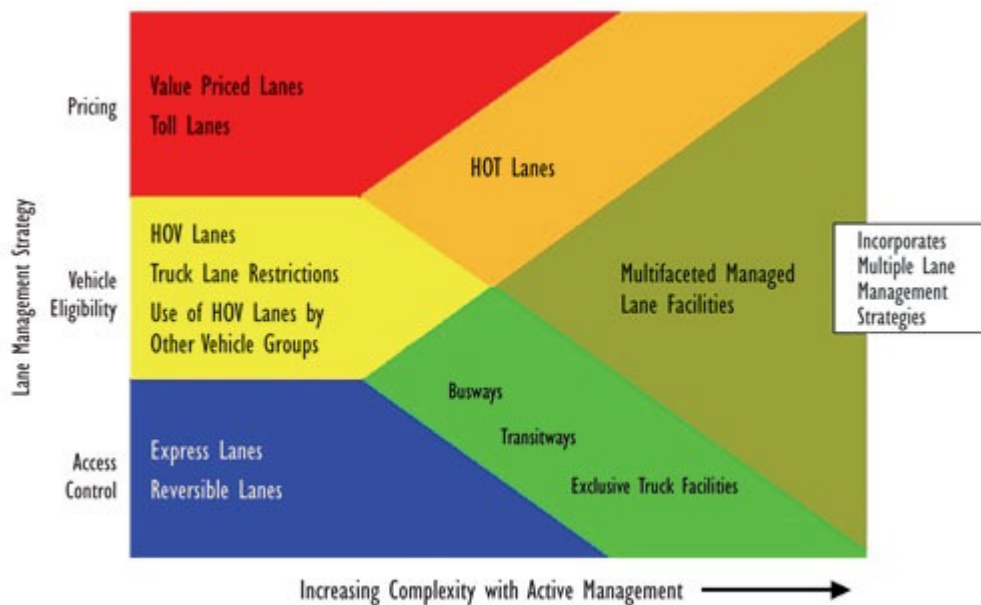 Pricing
Value Priced Lanes
Toll Lanes
HOT Lanes
Lane Management Strategy
Vehicle
Eligibility
HOV Lanes
Truck Lane Restrictions
Use of HOV Lanes by
Other Vehicle Groups
Multifaceted Managed
Lane Facilities
Incorporates
Multiple Lane
Management
Strategies
Access
Control
Express Lanes
Reversible Lanes
Busways
Transitways
Exclusive Truck Facilities
Increasing Complexity with Active Management